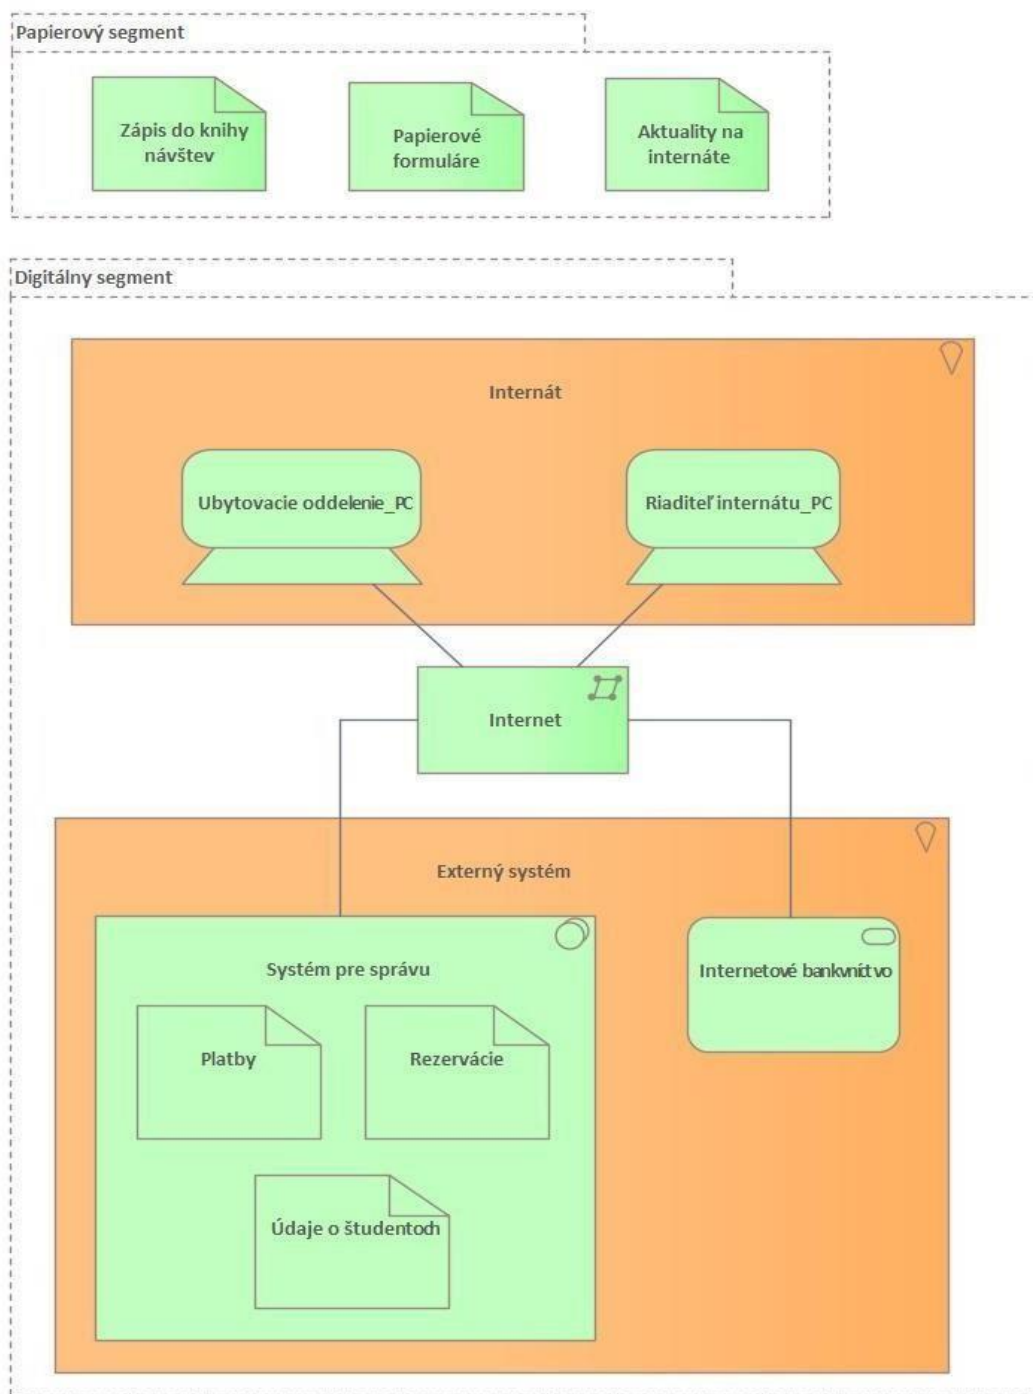 Papierový segment
Zápis do knihy
návštev
Papierové
formuláre
Aktuality na
internáte
Digitálny segment
Internát
Ubytovacie oddelenie_PC
Riaditeľ internátu_PC
Internet
Externý systém
Systém pre správu
Internetové bankvníctvo
Platby
Rezervácie
Údaje o študentoch